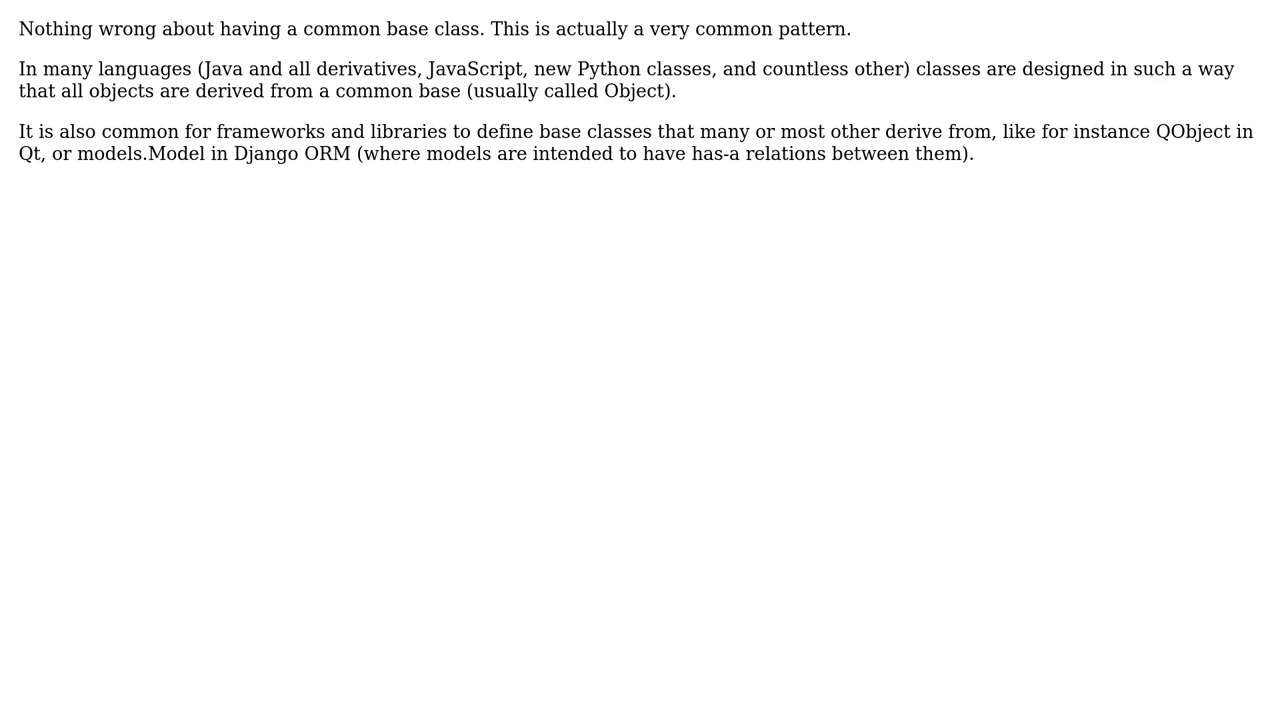 Nothing wrong about having a common base class. This is actually a very common pattern.
In many languages (Java and all derivatives, JavaScript, new Python classes, and countless other) classes are designed in such a way
that all objects are derived from a common base (usually called Object).
It is also common for frameworks and libraries to define base classes that many or most other derive from, like for instance QObject in
Qt, or models.Model in Django ORM (where models are intended to have has-a relations between them).